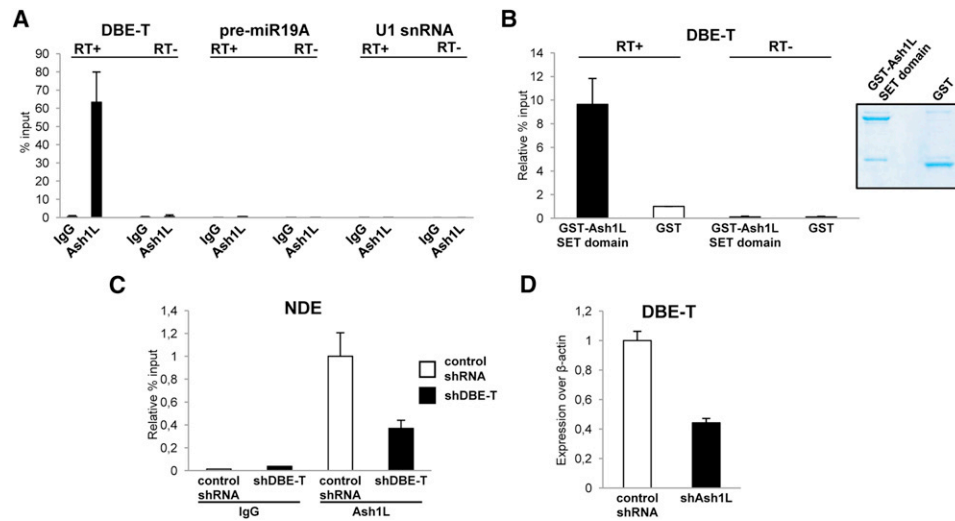 A
DBE-T
pre-miR19A
U1 snRNA
RT+
RT-
RT+
RT-
RT+
RT-
% input
90
80
70
60
50
40
30
20
10
0
IgG
Ash1L
IgG
Ash1L
IgG
Ash1L
IgG
Ash1L
IgG
Ash1L
IgG
Ash1L
B
DBE-T
RT+
RT-
Relative % input
14
12
10
8
6
4
2
0
GST-Ash1L
SET domain
GST
GST-Ash1L
SET domain
GST
GST-Ash1L
SET domain
GST
C
NDE
Relative % input
1,4
1,2
1
0,8
0,6
0,4
0,2
0
control
shRNA
shDBE-T
control
shRNA
shDBE-T
IgG
Ash1L
control
shRNA
shDBE-T
D
DBE-T
Expression over β-actin
1,2
1
0,8
0,6
0,4
0,2
0
control
shRNA
shAsh1L